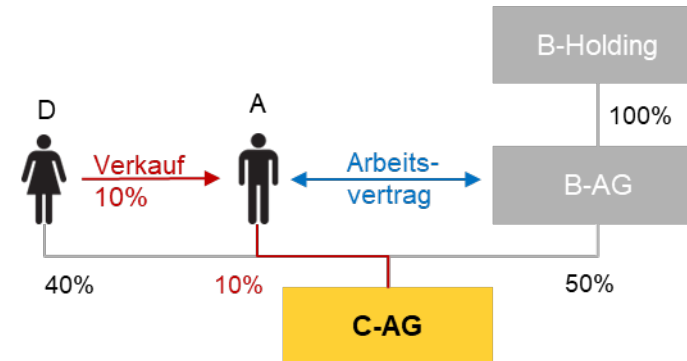 B-Holding
D
A
100%
Verkauf
10%
Arbeits-
vertrag
B-AG
40%
10%
50%
C-AG